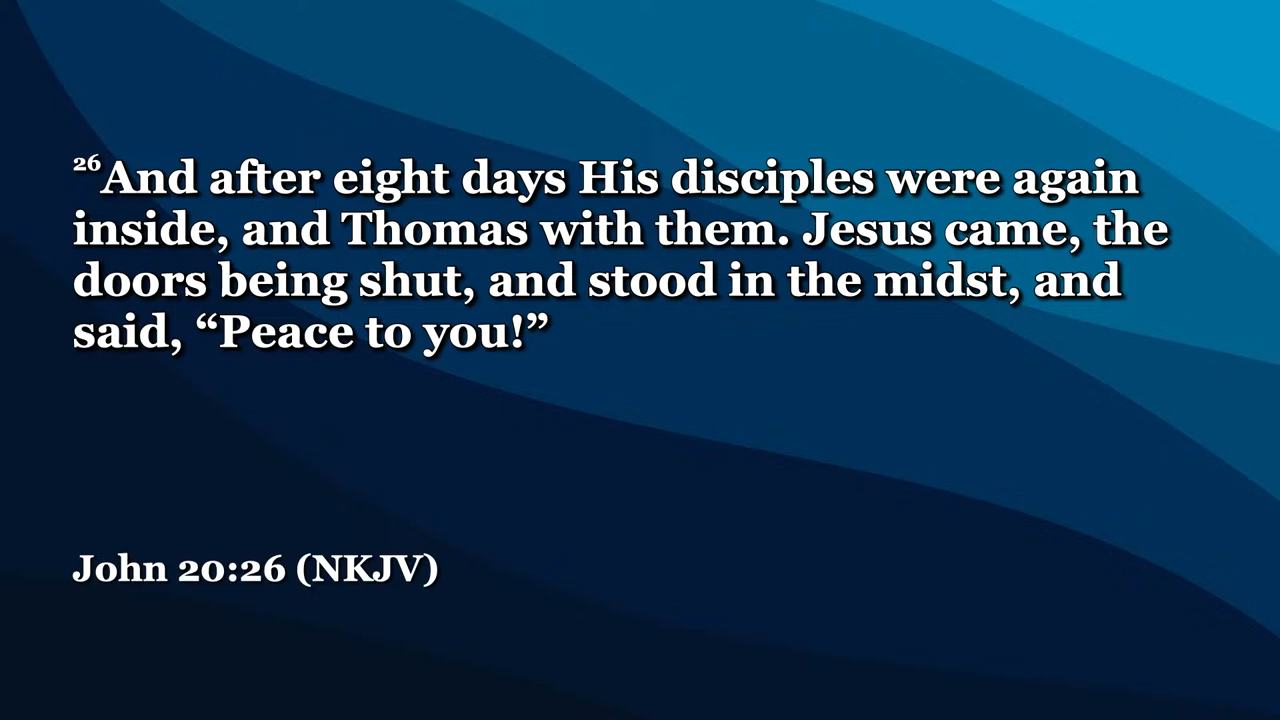 26And after eight days His disciples were again
inside, and Thomas with them. Jesus came, the
doors being shut, and stood in the midst, and
said, “Peace to you!”
John 20:26 (NKJV)